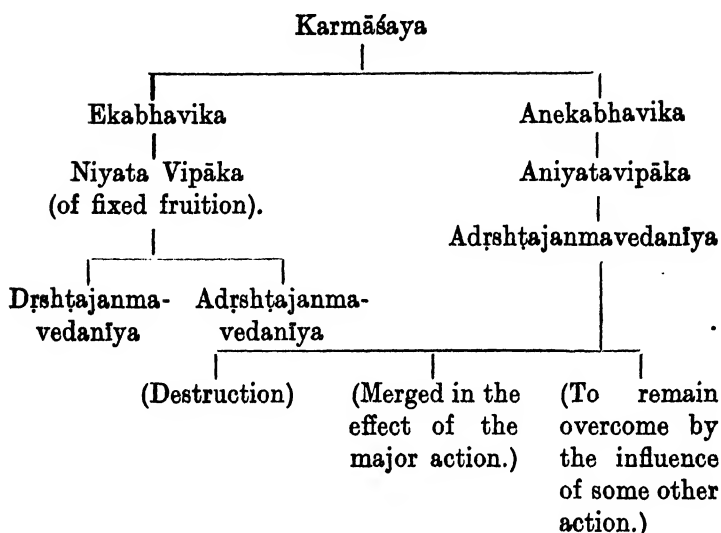 Karmāśaya
Ekabhavika Anekabhavika
Niyata Vipāka Aniyatavipāka
(of fixed fruition).
Adṛshṭajanmavedanīya
Dṛshṭajanma- Adṛshṭajanma-
vedanīya vedanīya
(Destruction) (Merged in the (To remain
effect of the overcome by
major action.) the influence
of some other
action.)